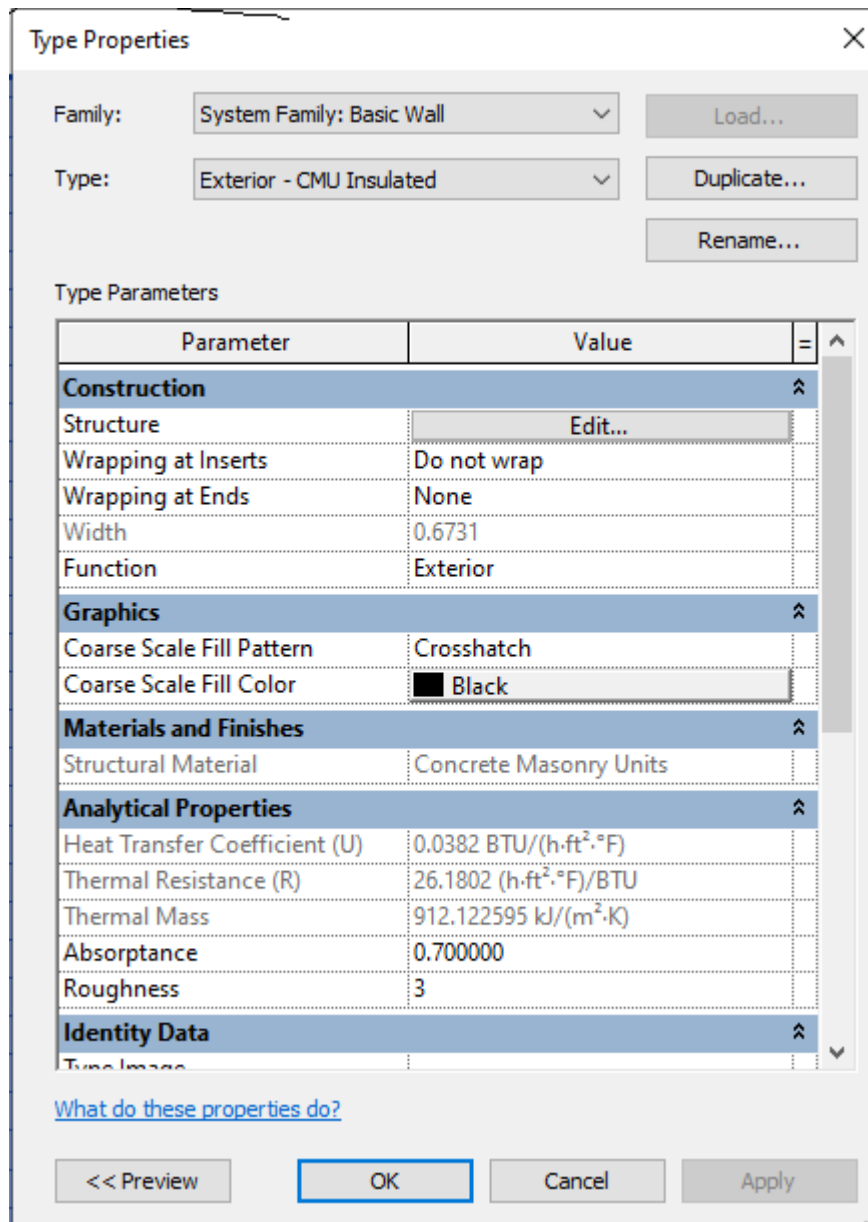 Type Properties
Family: System Family: Basic Wall Load...
Type: Exterior - CMU Insulated Duplicate...
Rename...
Type Parameters
Parameter Value =
Construction
Structure Edit...
Wrapping at Inserts Do not wrap
Wrapping at Ends None
Width 0.6731
Function Exterior
Graphics
Coarse Scale Fill Pattern Crosshatch
Coarse Scale Fill Color Black
Materials and Finishes
Structural Material Concrete Masonry Units
Analytical Properties
Heat Transfer Coefficient (U) 0.0382 BTU/(h·ft²·°F)
Thermal Resistance (R) 26.1802 (h·ft²·°F)/BTU
Thermal Mass 912.122595 kJ/(m²·K)
Absorptance 0.700000
Roughness 3
Identity Data
Type Image
What do these properties do?
<< Preview OK Cancel Apply